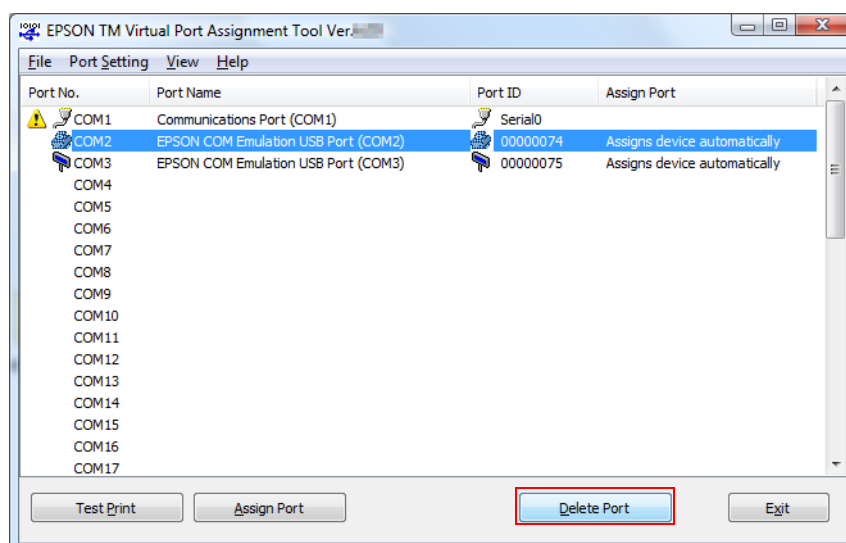 EPSON TM Virtual Port Assignment Tool Ver.
File Port Setting View Help
Port No. Port Name Port ID Assign Port
COM1 Communications Port (COM1) Serial0
COM2 EPSON COM Emulation USB Port (COM2) 00000074 Assigns device automatically
COM3 EPSON COM Emulation USB Port (COM3) 00000075 Assigns device automatically
COM4
COM5
COM6
COM7
COM8
COM9
COM10
COM11
COM12
COM13
COM14
COM15
COM16
COM17
Test Print Assign Port Delete Port Exit